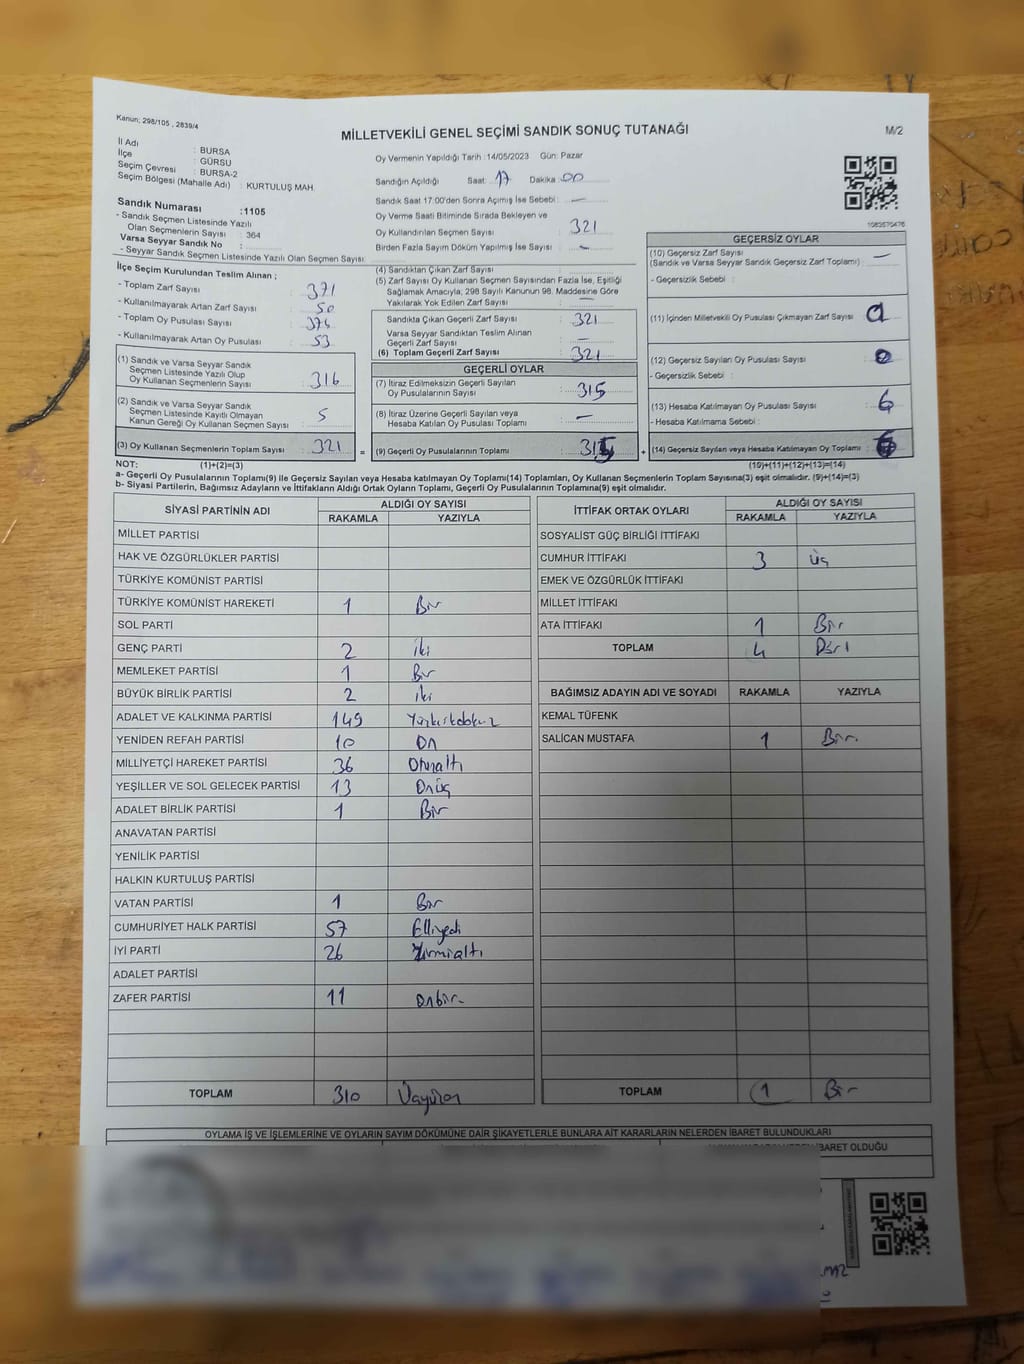 Kanun; 298/105 , 2839/4
MİLLETVEKİLİ GENEL SEÇİMİ SANDIK SONUÇ TUTANAĞI
M/2
İl Adı : BURSA
İlçe : GÜRSU
Seçim Çevresi : BURSA-2
Seçim Bölgesi (Mahalle Adı) : KURTULUŞ MAH.
Sandık Numarası :1105
- Sandık Seçmen Listesinde Yazılı
Olan Seçmenlerin Sayısı : 364
Varsa Seyyar Sandık No :
- Seyyar Sandık Seçmen Listesinde Yazılı Olan Seçmen Sayısı :
Oy Vermenin Yapıldığı Tarih :14/05/2023 Gün: Pazar
Sandığın Açıldığı Saat: 17 Dakika: 00
Sandık Saat 17:00'den Sonra Açılmış İse Sebebi: —
Oy Verme Saati Bitiminde Sırada Bekleyen ve
Oy Kullandırılan Seçmen Sayısı : 321
Birden Fazla Sayım Döküm Yapılmış İse Sayısı : —
İlçe Seçim Kurulundan Teslim Alınan ;
- Toplam Zarf Sayısı : 371
- Kullanılmayarak Artan Zarf Sayısı : 50
- Toplam Oy Pusulası Sayısı : 374
- Kullanılmayarak Artan Oy Pusulası : 53
(1) Sandık ve Varsa Seyyar Sandık
Seçmen Listesinde Yazılı Olup
Oy Kullanan Seçmenlerin Sayısı : 316
(2) Sandık ve Varsa Seyyar Sandık
Seçmen Listesinde Kayıtlı Olmayan
Kanun Gereği Oy Kullanan Seçmen Sayısı : 5
(3) Oy Kullanan Seçmenlerin Toplam Sayısı : 321
(4) Sandıktan Çıkan Zarf Sayısı :
(5) Zarf Sayısı Oy Kullanan Seçmen Sayısından Fazla İse, Eşitliği
Sağlamak Amacıyla, 298 Sayılı Kanunun 98. Maddesine Göre
Yakılarak Yok Edilen Zarf Sayısı : —
Sandıkta Çıkan Geçerli Zarf Sayısı : 321
Varsa Seyyar Sandıktan Teslim Alınan
Geçerli Zarf Sayısı : —
(6) Toplam Geçerli Zarf Sayısı : 321
GEÇERLİ OYLAR
(7) İtiraz Edilmeksizin Geçerli Sayılan
Oy Pusulalarının Sayısı : 315
(8) İtiraz Üzerine Geçerli Sayılan veya
Hesaba Katılan Oy Pusulası Toplamı : —
= (9) Geçerli Oy Pusulalarının Toplamı : 315 +
GEÇERSİZ OYLAR
(10) Geçersiz Zarf Sayısı
(Sandık ve Varsa Seyyar Sandık Geçersiz Zarf Toplamı) : —
- Geçersizlik Sebebi :
(11) İçinden Milletvekili Oy Pusulası Çıkmayan Zarf Sayısı :
(12) Geçersiz Sayılan Oy Pusulası Sayısı :
- Geçersizlik Sebebi :
(13) Hesaba Katılmayan Oy Pusulası Sayısı : 6
- Hesaba Katılmama Sebebi :
(14) Geçersiz Sayılan veya Hesaba Katılmayan Oy Toplamı : 6
NOT: (1)+(2)=(3) (10)+(11)+(12)+(13)=(14)
a- Geçerli Oy Pusulalarının Toplamı(9) ile Geçersiz Sayılan veya Hesaba katılmayan Oy Toplamı(14) Toplamları, Oy Kullanan Seçmenlerin Toplam Sayısına(3) eşit olmalıdır. (9)+(14)=(3)
b- Siyasi Partilerin, Bağımsız Adayların ve İttifakların Aldığı Ortak Oyların Toplamı, Geçerli Oy Pusulalarının Toplamına(9) eşit olmalıdır.
SİYASİ PARTİNİN ADI ALDIĞI OY SAYISI
RAKAMLA YAZIYLA
MİLLET PARTİSİ
HAK VE ÖZGÜRLÜKLER PARTİSİ
TÜRKİYE KOMÜNİST PARTİSİ
TÜRKİYE KOMÜNİST HAREKETİ 1 Bir
SOL PARTİ
GENÇ PARTİ 2 iki
MEMLEKET PARTİSİ 1 Bir
BÜYÜK BİRLİK PARTİSİ 2 iki
ADALET VE KALKINMA PARTİSİ 149
YENİDEN REFAH PARTİSİ 10 On
MİLLİYETÇİ HAREKET PARTİSİ 36 Otuzaltı
YEŞİLLER VE SOL GELECEK PARTİSİ 13 Onüç
ADALET BİRLİK PARTİSİ 1 Bir
ANAVATAN PARTİSİ
YENİLİK PARTİSİ
HALKIN KURTULUŞ PARTİSİ
VATAN PARTİSİ 1 Bir
CUMHURİYET HALK PARTİSİ 57 Elliyedi
İYİ PARTİ 26 Yirmialtı
ADALET PARTİSİ
ZAFER PARTİSİ 11 Onbir
TOPLAM 310 Üçyüzon
İTTİFAK ORTAK OYLARI ALDIĞI OY SAYISI
RAKAMLA YAZIYLA
SOSYALİST GÜÇ BİRLİĞİ İTTİFAKI
CUMHUR İTTİFAKI 3 üç
EMEK VE ÖZGÜRLÜK İTTİFAKI
MİLLET İTTİFAKI
ATA İTTİFAKI 1 Bir
TOPLAM 4 Dört
BAĞIMSIZ ADAYIN ADI VE SOYADI RAKAMLA YAZIYLA
KEMAL TÜFENK
SALİCAN MUSTAFA 1 Bir
TOPLAM 1 Bir
OYLAMA İŞ VE İŞLEMLERİNE VE OYLARIN SAYIM DÖKÜMÜNE DAİR ŞİKAYETLERLE BUNLARA AİT KARARLARIN NELERDEN İBARET BULUNDUKLARI
BARET OLDUĞU